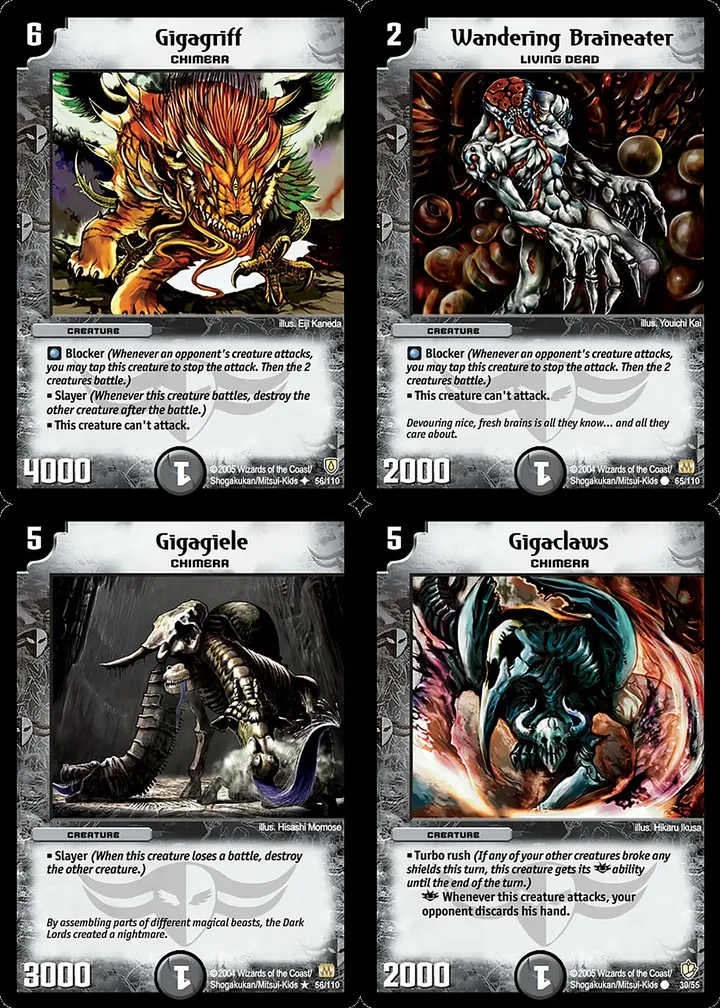 6
Gigagriff
CHIMERA
illus. Eiji Kaneda
CREATURE
Blocker (Whenever an opponent's creature attacks,
you may tap this creature to stop the attack. Then the 2
creatures battle.)
▪ Slayer (Whenever this creature battles, destroy the
other creature after the battle.)
▪ This creature can't attack.
4000
1
©2005 Wizards of the Coast/
Shogakukan/Mitsui-Kids ✦ 56/110
2
Wandering Braineater
LIVING DEAD
illus. Youichi Kai
CREATURE
Blocker (Whenever an opponent's creature attacks,
you may tap this creature to stop the attack. Then the 2
creatures battle.)
▪ This creature can't attack.
Devouring nice, fresh brains is all they know... and all they
care about.
2000
1
©2004 Wizards of the Coast/
Shogakukan/Mitsui-Kids ● 65/110
5
Gigagiele
CHIMERA
illus. Hisashi Momose
CREATURE
▪ Slayer (When this creature loses a battle, destroy
the other creature.)
By assembling parts of different magical beasts, the Dark
Lords created a nightmare.
3000
1
©2004 Wizards of the Coast/
Shogakukan/Mitsui-Kids ★ 56/110
5
Gigaclaws
CHIMERA
illus. Hikaru Ikusa
CREATURE
▪ Turbo rush (If any of your other creatures broke any
shields this turn, this creature gets its ability
until the end of the turn.)
Whenever this creature attacks, your
opponent discards his hand.
2000
1
©2005 Wizards of the Coast/
Shogakukan/Mitsui-Kids ● 30/55